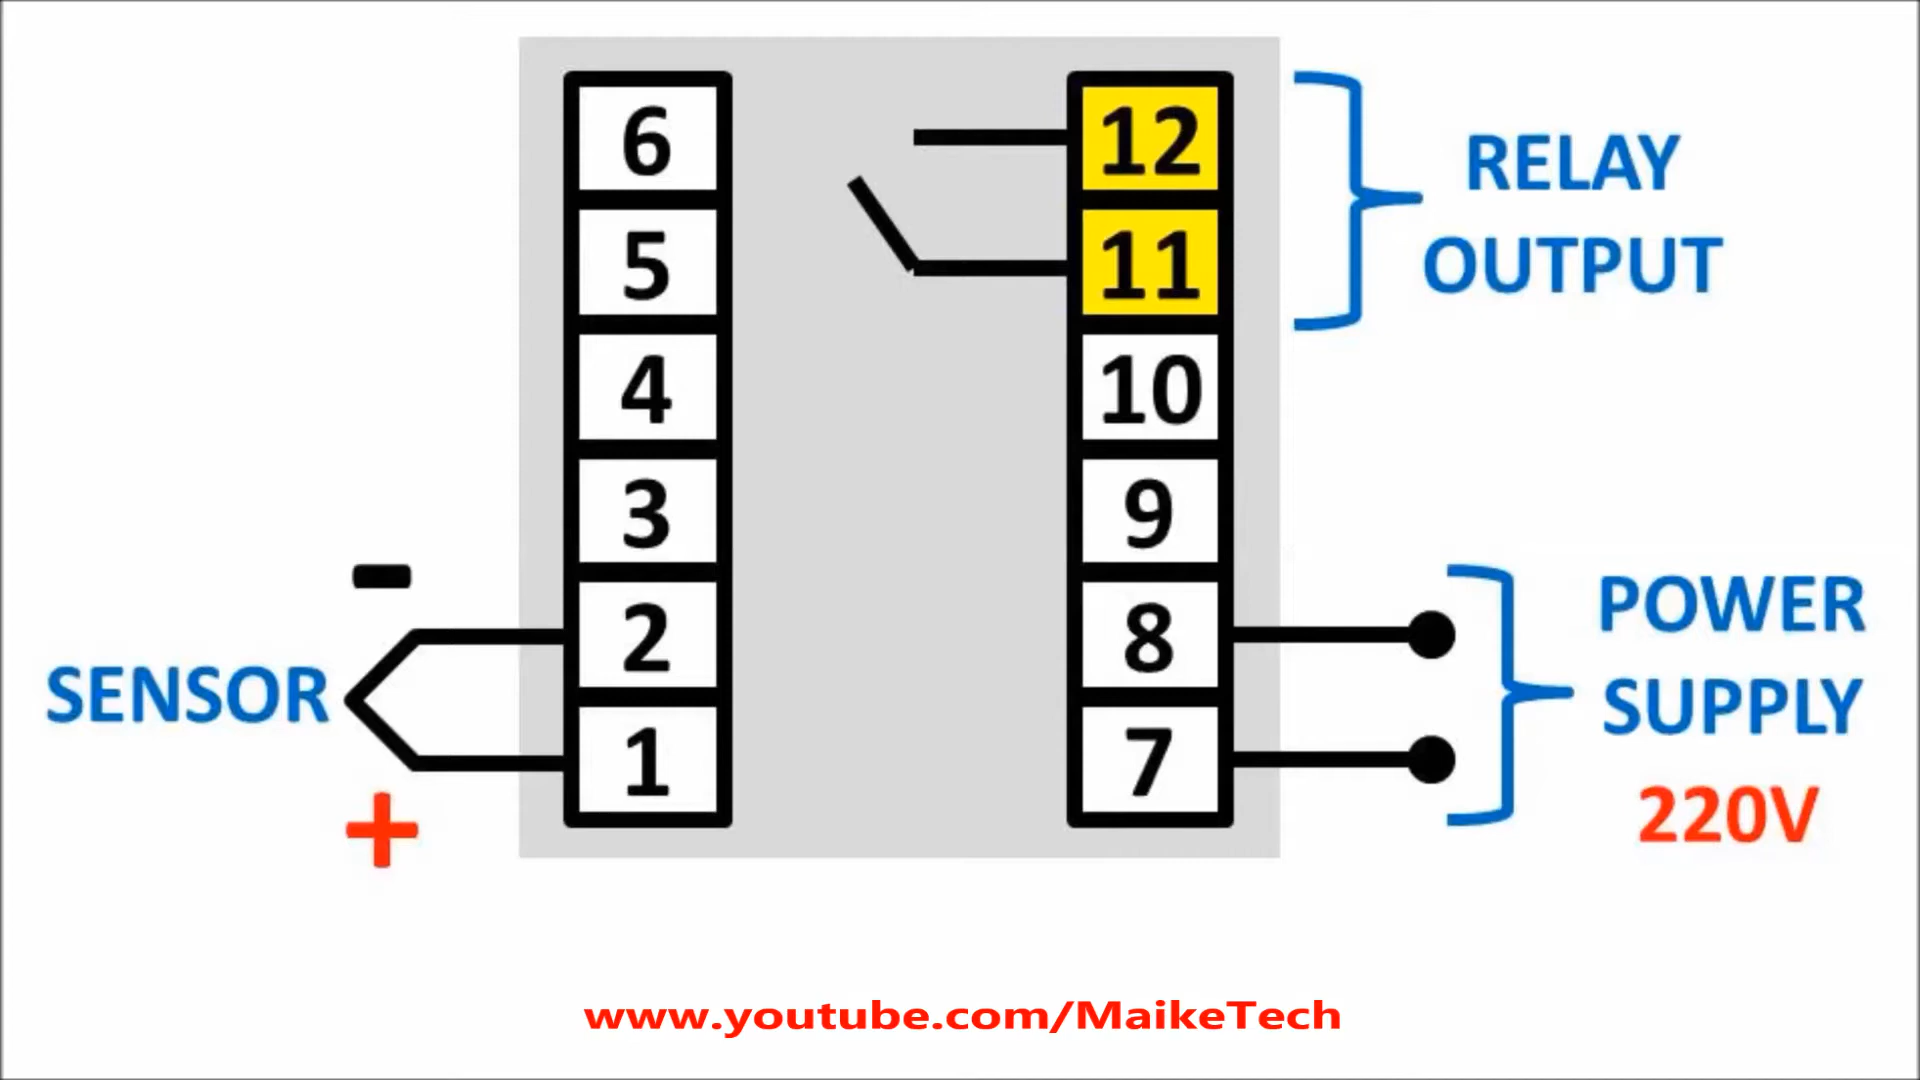 6
5
4
3
2
1
12
11
10
9
8
7
RELAY
OUTPUT
-
SENSOR
+
POWER
SUPPLY
220V
www.youtube.com/MaikeTech